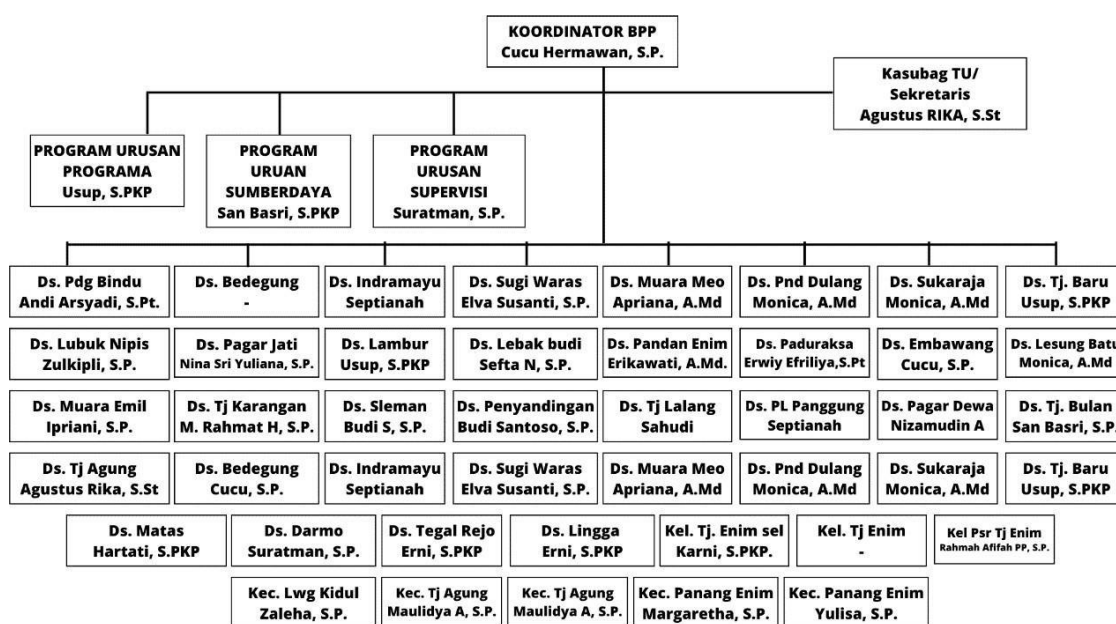 KOORDINATOR BPP
Cucu Hermawan, S.P.
Kasubag TU/
Sekretaris
Agustus RIKA, S.St
PROGRAM URUSAN
PROGRAMA
Usup, S.PKP
PROGRAM
URUAN
SUMBERDAYA
San Basri, S.PKP
PROGRAM
URUSAN
SUPERVISI
Suratman, S.P.
Ds. Pdg Bindu
Andi Arsyadi, S.Pt.
Ds. Bedegung
-
Ds. Indramayu
Septianah
Ds. Sugi Waras
Elva Susanti, S.P.
Ds. Muara Meo
Apriana, A.Md
Ds. Pnd Dulang
Monica, A.Md
Ds. Sukaraja
Monica, A.Md
Ds. Tj. Baru
Usup, S.PKP
Ds. Lubuk Nipis
Zulkipli, S.P.
Ds. Pagar Jati
Nina Sri Yuliana, S.P.
Ds. Lambur
Usup, S.PKP
Ds. Lebak budi
Sefta N, S.P.
Ds. Pandan Enim
Erikawati, A.Md.
Ds. Paduraksa
Erwiy Efriliya,S.Pt
Ds. Embawang
Cucu, S.P.
Ds. Lesung Batu
Monica, A.Md
Ds. Muara Emil
Ipriani, S.P.
Ds. Tj Karangan
M. Rahmat H, S.P.
Ds. Sleman
Budi S, S.P.
Ds. Penyandingan
Budi Santoso, S.P.
Ds. Tj Lalang
Sahudi
Ds. PL Panggung
Septianah
Ds. Pagar Dewa
Nizamudin A
Ds. Tj. Bulan
San Basri, S.P.
Ds. Tj Agung
Agustus Rika, S.St
Ds. Bedegung
Cucu, S.P.
Ds. Indramayu
Septianah
Ds. Sugi Waras
Elva Susanti, S.P.
Ds. Muara Meo
Apriana, A.Md
Ds. Pnd Dulang
Monica, A.Md
Ds. Sukaraja
Monica, A.Md
Ds. Tj. Baru
Usup, S.PKP
Ds. Matas
Hartati, S.PKP
Ds. Darmo
Suratman, S.P.
Ds. Tegal Rejo
Erni, S.PKP
Ds. Lingga
Erni, S.PKP
Kel. Tj. Enim sel
Karni, S.PKP.
Kel. Tj Enim
-
Kel Psr Tj Enim
Rahmah Afifah PP, S.P.
Kec. Lwg Kidul
Zaleha, S.P.
Kec. Tj Agung
Maulidya A, S.P.
Kec. Tj Agung
Maulidya A, S.P.
Kec. Panang Enim
Margaretha, S.P.
Kec. Panang Enim
Yulisa, S.P.